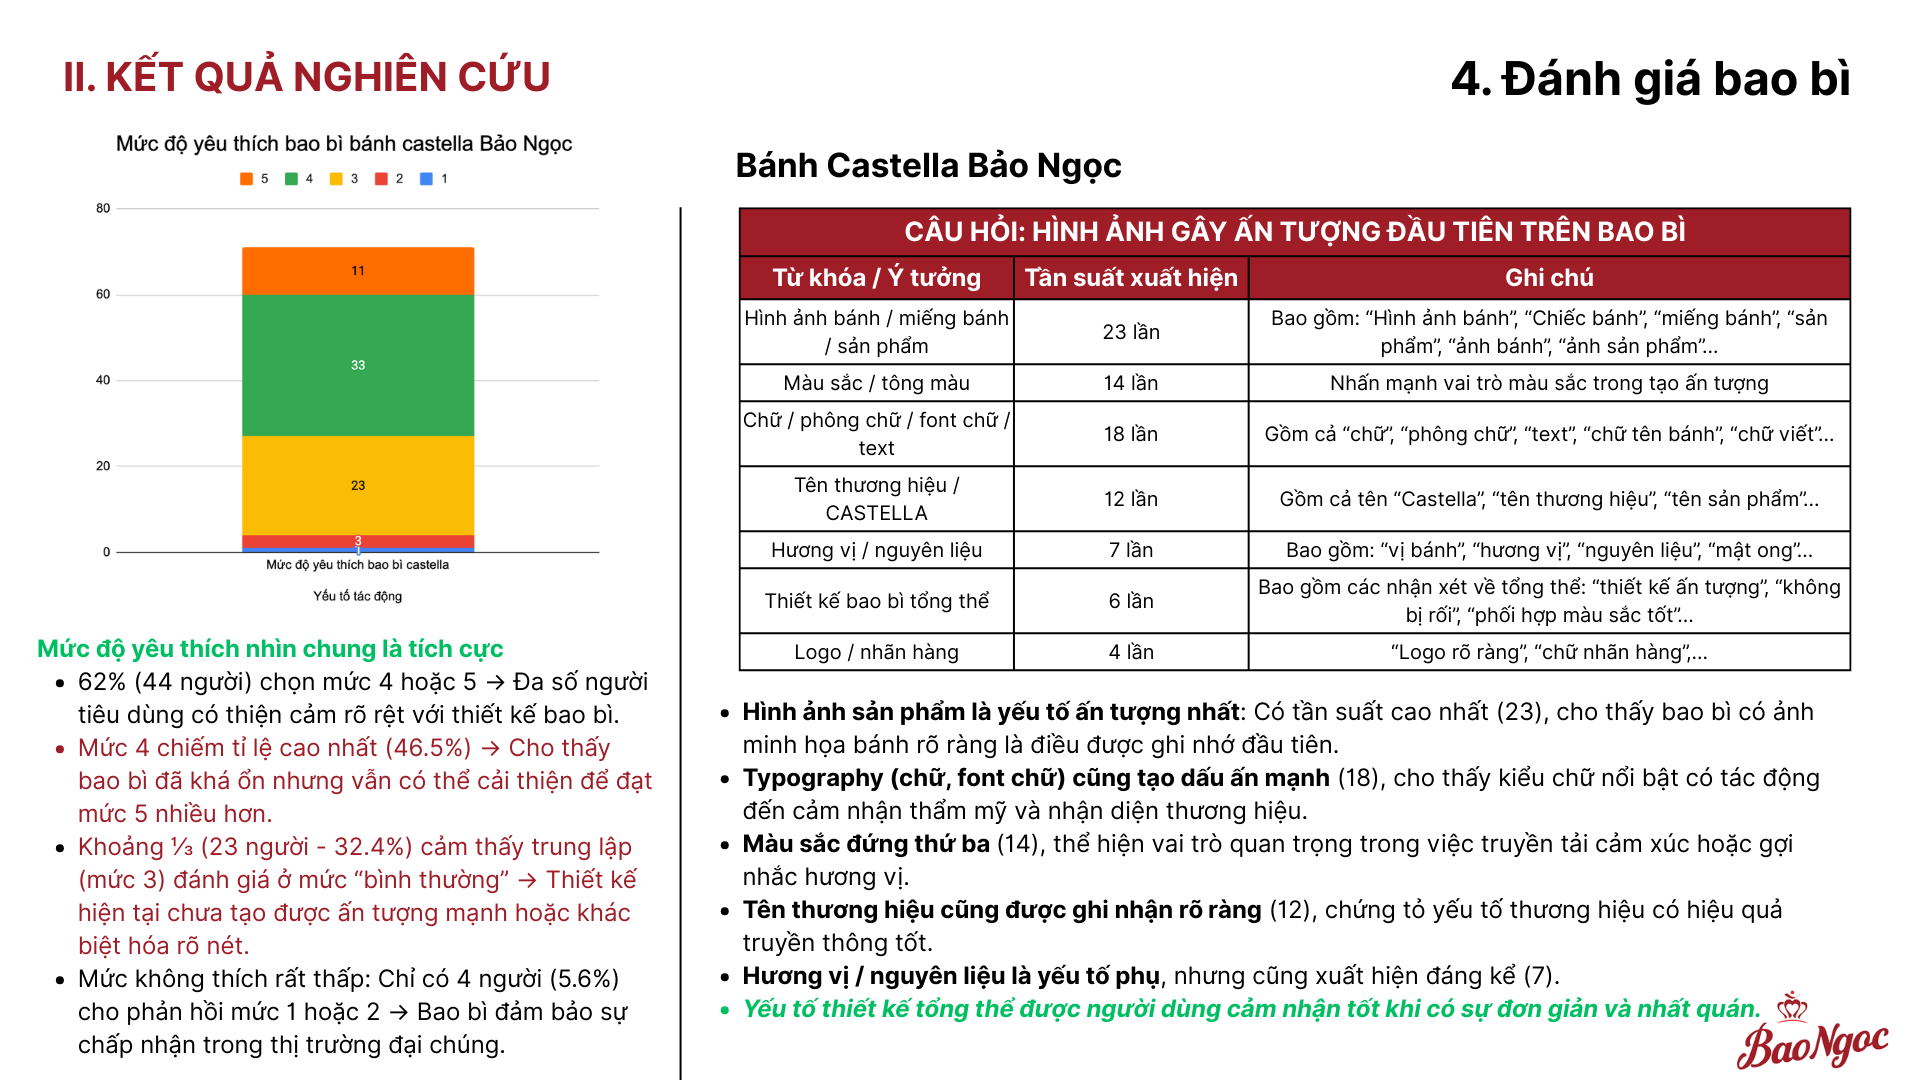 II. KẾT QUẢ NGHIÊN CỨU
4. Đánh giá bao bì
Mức độ yêu thích bao bì bánh castella Bảo Ngọc
5 4 3 2 1
80
60
40
20
0
11
33
23
3
1
Mức độ yêu thích bao bì castella
Yếu tố tác động
Mức độ yêu thích nhìn chung là tích cực
• 62% (44 người) chọn mức 4 hoặc 5 → Đa số người
tiêu dùng có thiện cảm rõ rệt với thiết kế bao bì.
• Mức 4 chiếm tỉ lệ cao nhất (46.5%) → Cho thấy
bao bì đã khá ổn nhưng vẫn có thể cải thiện để đạt
mức 5 nhiều hơn.
• Khoảng ⅓ (23 người - 32.4%) cảm thấy trung lập
(mức 3) đánh giá ở mức “bình thường” → Thiết kế
hiện tại chưa tạo được ấn tượng mạnh hoặc khác
biệt hóa rõ nét.
• Mức không thích rất thấp: Chỉ có 4 người (5.6%)
cho phản hồi mức 1 hoặc 2 → Bao bì đảm bảo sự
chấp nhận trong thị trường đại chúng.
Bánh Castella Bảo Ngọc
CÂU HỎI: HÌNH ẢNH GÂY ẤN TƯỢNG ĐẦU TIÊN TRÊN BAO BÌ
Từ khóa / Ý tưởng Tần suất xuất hiện Ghi chú
Hình ảnh bánh / miếng bánh
/ sản phẩm
23 lần
Bao gồm: “Hình ảnh bánh”, “Chiếc bánh”, “miếng bánh”, “sản
phẩm”, “ảnh bánh”, “ảnh sản phẩm”...
Màu sắc / tông màu 14 lần Nhấn mạnh vai trò màu sắc trong tạo ấn tượng
Chữ / phông chữ / font chữ /
text
18 lần
Gồm cả “chữ”, “phông chữ”, “text”, “chữ tên bánh”, “chữ viết”...
Tên thương hiệu /
CASTELLA
12 lần
Gồm cả tên “Castella”, “tên thương hiệu”, “tên sản phẩm”...
Hương vị / nguyên liệu 7 lần Bao gồm: “vị bánh”, “hương vị”, “nguyên liệu”, “mật ong”...
Thiết kế bao bì tổng thể
6 lần
Bao gồm các nhận xét về tổng thể: “thiết kế ấn tượng”, “không
bị rối”, “phối hợp màu sắc tốt”...
Logo / nhãn hàng 4 lần “Logo rõ ràng”, “chữ nhãn hàng”,...
• Hình ảnh sản phẩm là yếu tố ấn tượng nhất: Có tần suất cao nhất (23), cho thấy bao bì có ảnh
minh họa bánh rõ ràng là điều được ghi nhớ đầu tiên.
• Typography (chữ, font chữ) cũng tạo dấu ấn mạnh (18), cho thấy kiểu chữ nổi bật có tác động
đến cảm nhận thẩm mỹ và nhận diện thương hiệu.
• Màu sắc đứng thứ ba (14), thể hiện vai trò quan trọng trong việc truyền tải cảm xúc hoặc gợi
nhắc hương vị.
• Tên thương hiệu cũng được ghi nhận rõ ràng (12), chứng tỏ yếu tố thương hiệu có hiệu quả
truyền thông tốt.
• Hương vị / nguyên liệu là yếu tố phụ, nhưng cũng xuất hiện đáng kể (7).
• Yếu tố thiết kế tổng thể được người dùng cảm nhận tốt khi có sự đơn giản và nhất quán.
BaoNgoc